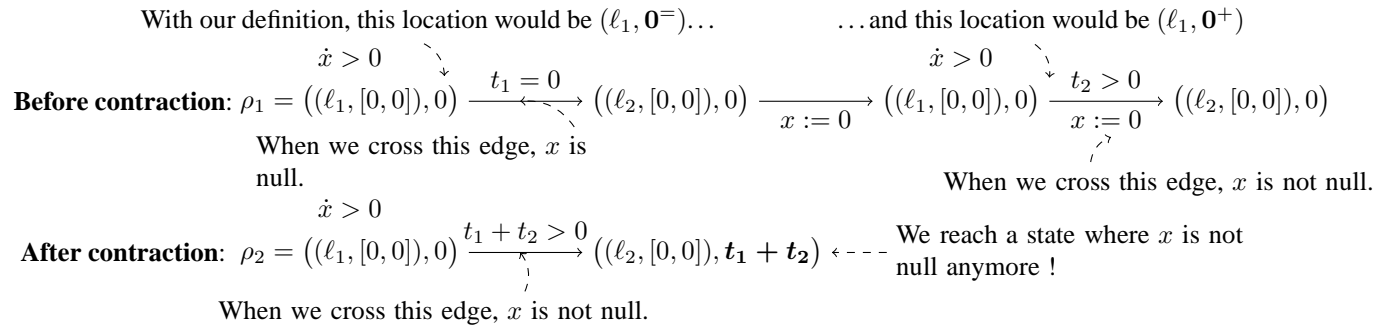 With our definition, this location would be (ℓ₁, 𝟎⁼)… …and this location would be (ℓ₁, 𝟎⁺)
ẋ > 0 ẋ > 0
Before contraction: ρ₁ = ((ℓ₁, [0, 0]), 0) t₁ = 0 ((ℓ₂, [0, 0]), 0) x := 0 ((ℓ₁, [0, 0]), 0) t₂ > 0 x := 0 ((ℓ₂, [0, 0]), 0)
When we cross this edge, x is
null.
When we cross this edge, x is not null.
ẋ > 0
After contraction: ρ₂ = ((ℓ₁, [0, 0]), 0) t₁ + t₂ > 0 ((ℓ₂, [0, 0]), t₁ + t₂)
We reach a state where x is not
null anymore !
When we cross this edge, x is not null.